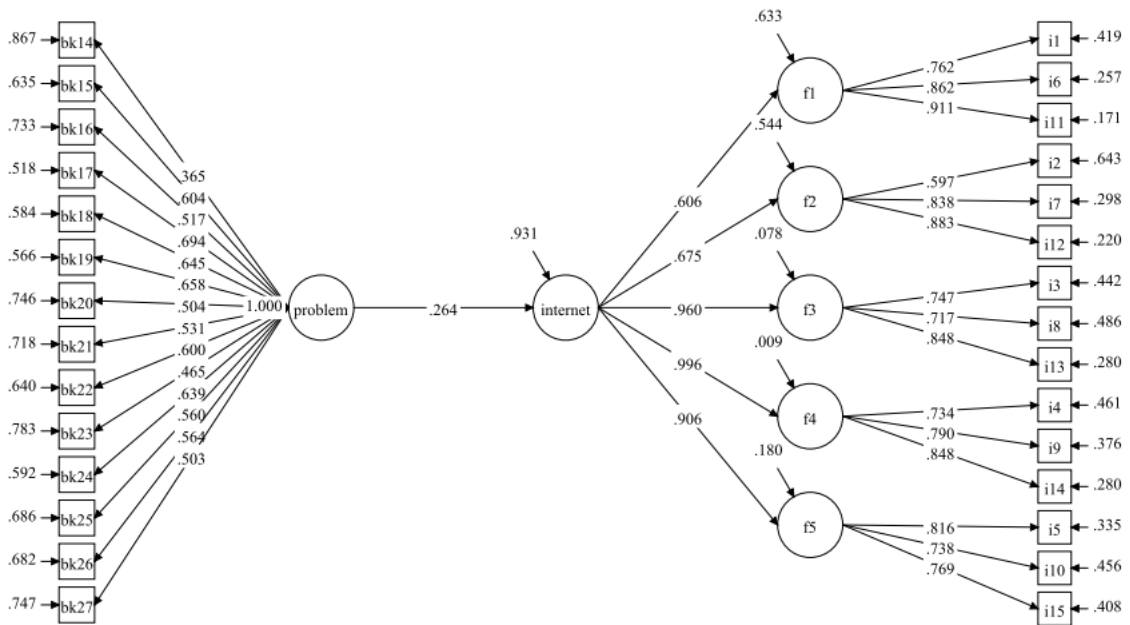 .867 bk14
.635 bk15
.733 bk16
.518 bk17
.584 bk18
.566 bk19
.746 bk20
.718 bk21
.640 bk22
.783 bk23
.592 bk24
.686 bk25
.682 bk26
.747 bk27
.365
.604
.517
.694
.645
.658
.504
.531
.600
.465
.639
.560
.564
.503
1.000 problem
.264
.931
internet
.606
.675
.960
.996
.906
.633
f1
.544
f2
.078
f3
.009
f4
.180
f5
.762
.862
.911
.597
.838
.883
.747
.717
.848
.734
.790
.848
.816
.738
.769
i1 .419
i6 .257
i11 .171
i2 .643
i7 .298
i12 .220
i3 .442
i8 .486
i13 .280
i4 .461
i9 .376
i14 .280
i5 .335
i10 .456
i15 .408